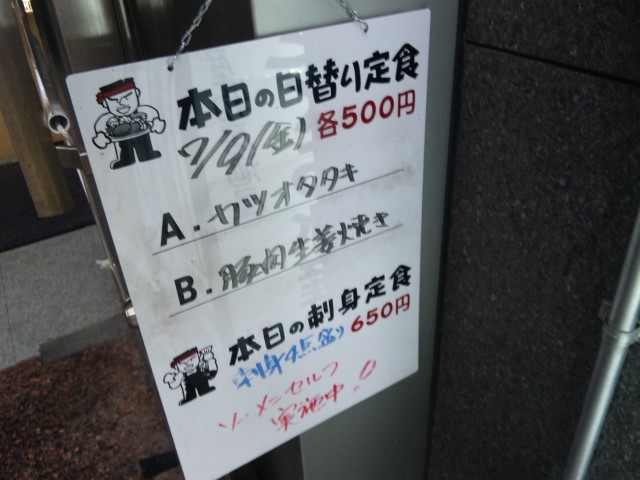 本日の日替り定食
7/9(金) 各500円
A. カツオタタキ
B. 豚肉生姜焼き
本日の刺身定食
刺身4点盛り 650円
ソーメンセルフ
実施中!